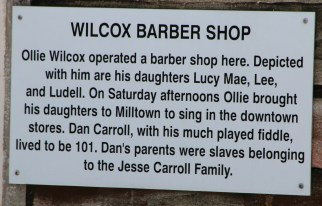 WILCOX BARBER SHOP
Ollie Wilcox operated a barber shop here. Depicted
with him are his daughters Lucy Mae, Lee,
and Ludell. On Saturday afternoons Ollie brought
his daughters to Milltown to sing in the downtown
stores. Dan Carroll, with his much played fiddle,
lived to be 101. Dan's parents were slaves belonging
to the Jesse Carroll Family.